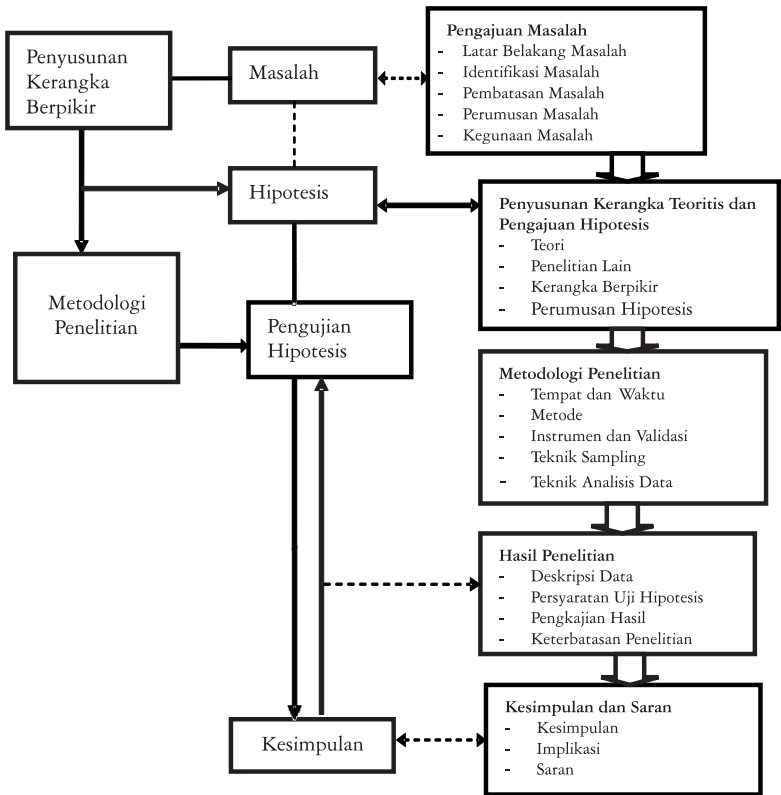 Penyusunan
Kerangka
Berpikir
Masalah
Hipotesis
Metodologi
Penelitian
Pengujian
Hipotesis
Kesimpulan
Pengajuan Masalah
- Latar Belakang Masalah
- Identifikasi Masalah
- Pembatasan Masalah
- Perumusan Masalah
- Kegunaan Masalah
Penyusunan Kerangka Teoritis dan
Pengajuan Hipotesis
- Teori
- Penelitian Lain
- Kerangka Berpikir
- Perumusan Hipotesis
Metodologi Penelitian
- Tempat dan Waktu
- Metode
- Instrumen dan Validasi
- Teknik Sampling
- Teknik Analisis Data
Hasil Penelitian
- Deskripsi Data
- Persyaratan Uji Hipotesis
- Pengkajian Hasil
- Keterbatasan Penelitian
Kesimpulan dan Saran
- Kesimpulan
- Implikasi
- Saran